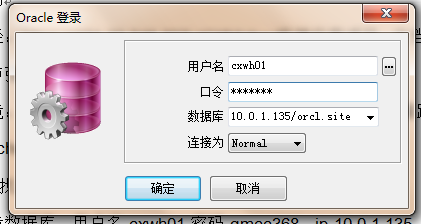 Oracle 登录
用户名 cxwh01
口令 *******
数据库 10.0.1.135/orcl.site
连接为 Normal
确定 取消